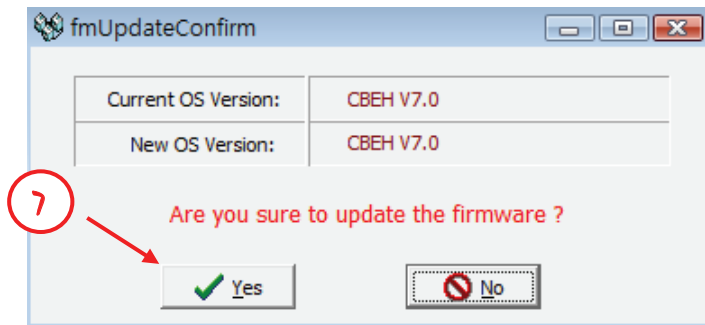 fmUpdateConfirm
Current OS Version: CBEH V7.0
New OS Version: CBEH V7.0
7
Are you sure to update the firmware ?
Yes No